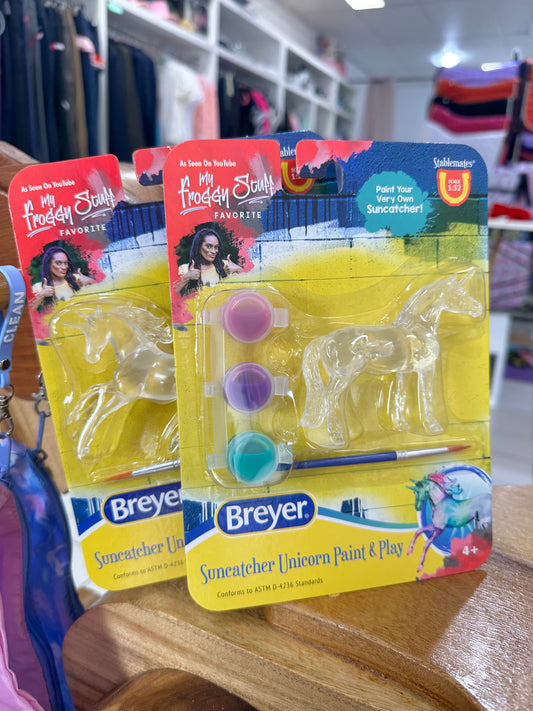 As Seen On YouTube
My
Froggy Stuff
FAVORITE
Breyer®
Suncatcher Un
Conforms to ASTM D-4236
As Seen On YouTube
My
Froggy Stuff
FAVORITE
Stablemates®
SCALE
1:32
Paint Your
Very Own
Suncatcher!
Breyer®
Suncatcher Unicorn Paint & Play
4+
Conforms to ASTM D-4236 Standards
CLEAN